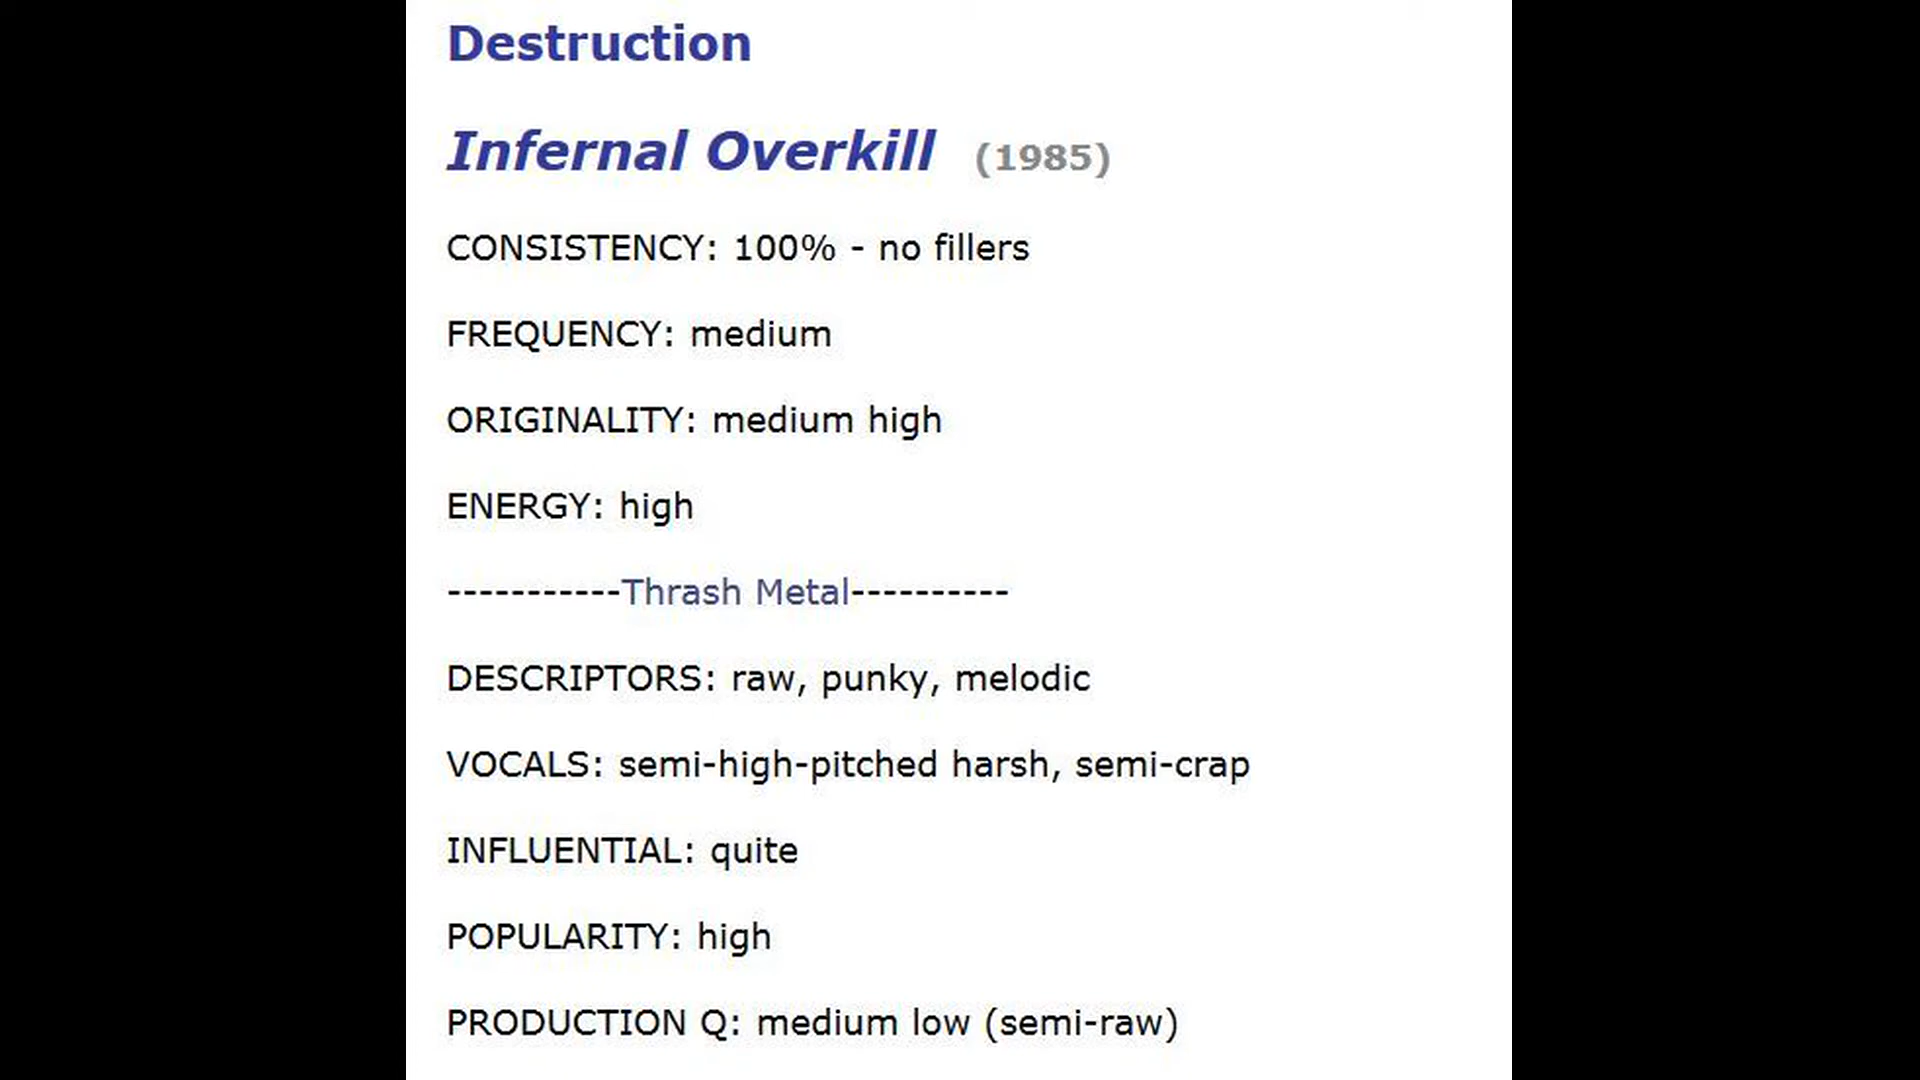 Destruction
Infernal Overkill (1985)
CONSISTENCY: 100% - no fillers
FREQUENCY: medium
ORIGINALITY: medium high
ENERGY: high
-----------Thrash Metal----------
DESCRIPTORS: raw, punky, melodic
VOCALS: semi-high-pitched harsh, semi-crap
INFLUENTIAL: quite
POPULARITY: high
PRODUCTION Q: medium low (semi-raw)